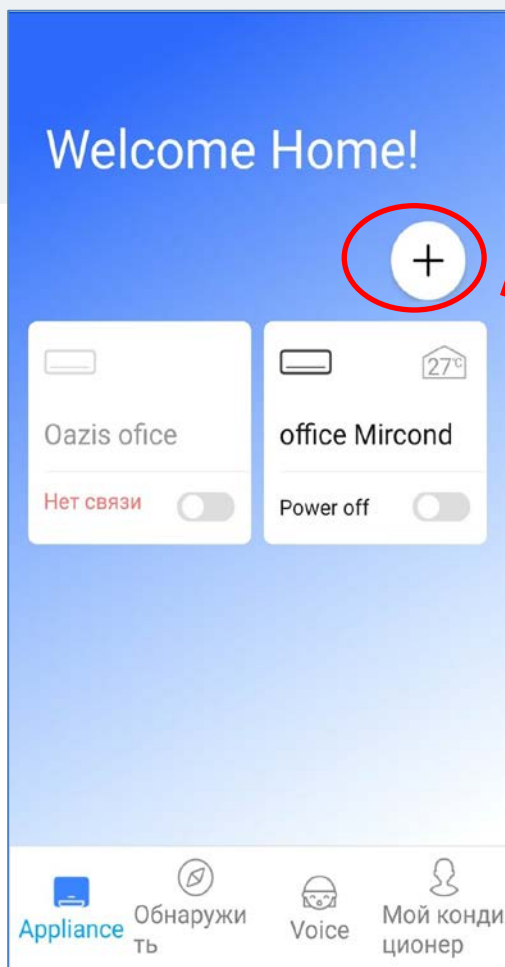 Welcome Home!
+
27°C
Oazis ofice
office Mircond
Нет связи
Power off
Appliance
Обнаружи
ть
Voice
Мой конди
ционер